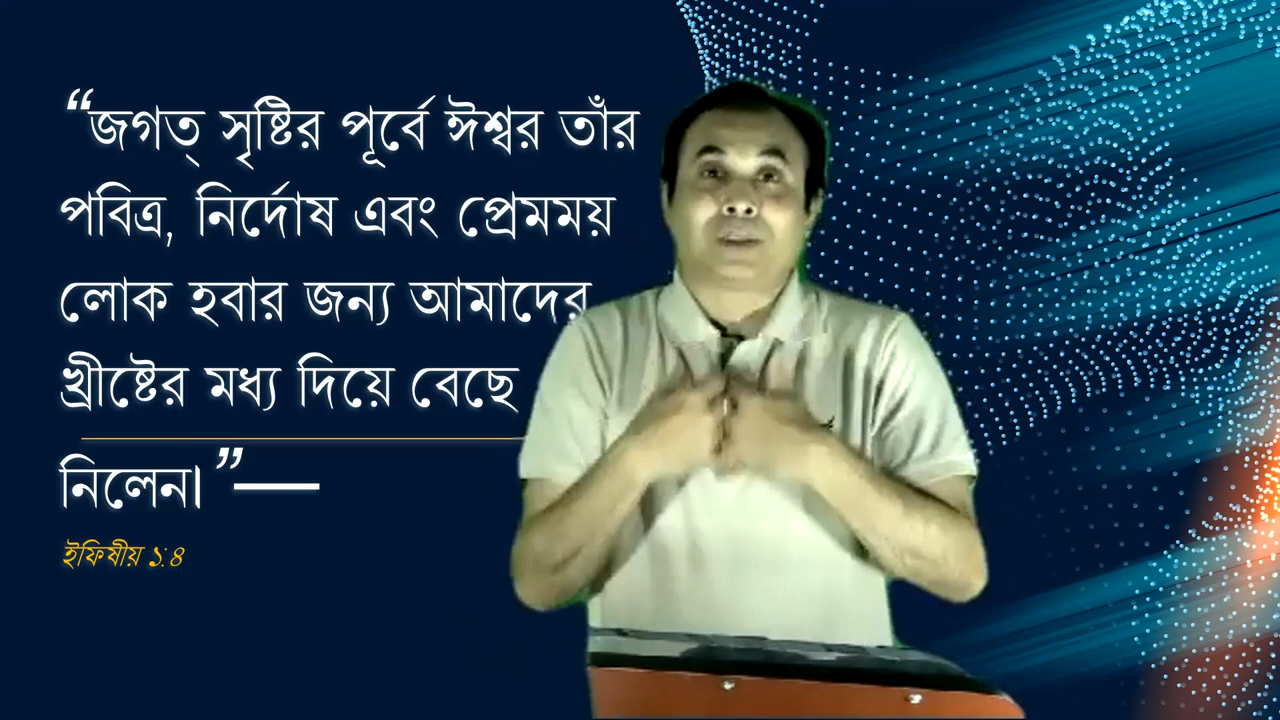 “জগত্ সৃষ্টির পূর্বে ঈশ্বর তাঁর
পবিত্র, নির্দোষ এবং প্রেমময়
লোক হবার জন্য আমাদের
খ্রীষ্টের মধ্য দিয়ে বেছে
নিলেন।”—
ইফিষীয় ১:৪